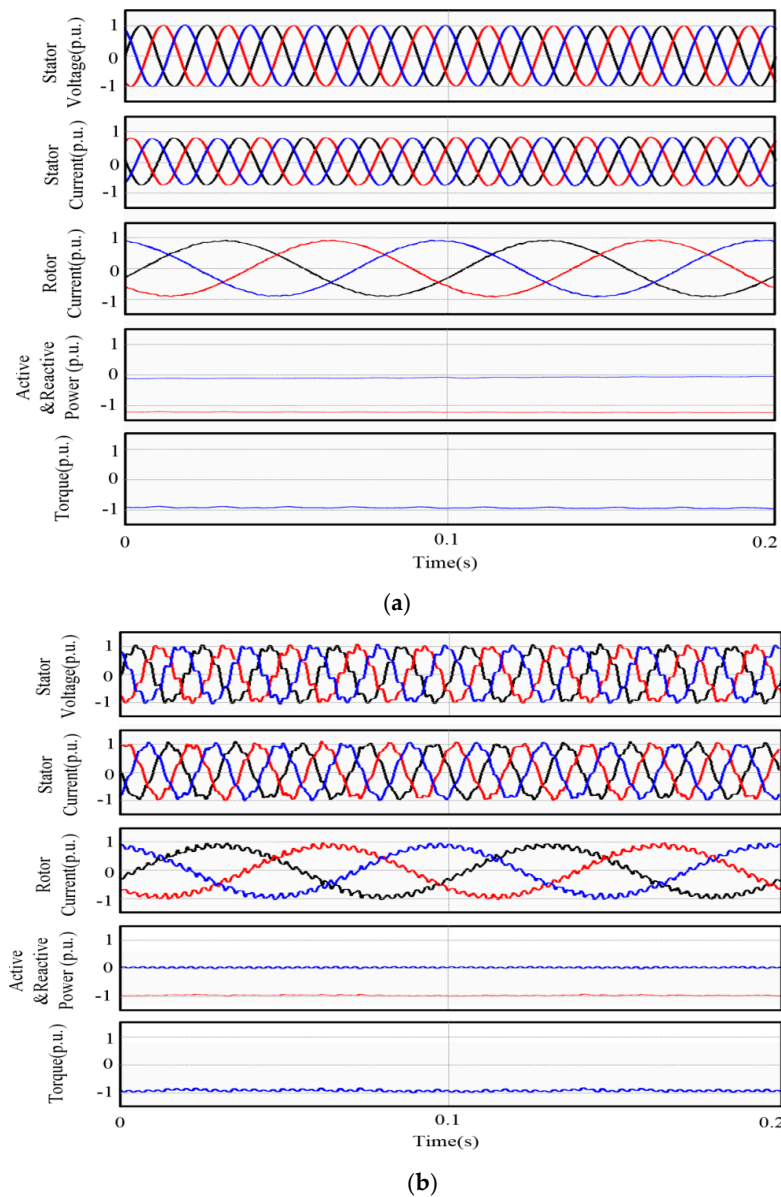 Stator
Voltage(p.u.)
1
0
-1
Stator
Current(p.u.)
1
0
-1
Rotor
Current(p.u.)
1
0
-1
Active
&Reactive
Power (p.u.)
1
0
-1
Torque(p.u.)
1
0
-1
0
0.1
0.2
Time(s)
(a)
Stator
Voltage(p.u.)
1
0
-1
Stator
Current(p.u.)
1
0
-1
Rotor
Current(p.u.)
1
0
-1
Active
&Reactive
Power (p.u.)
1
0
-1
Torque(p.u.)
1
0
-1
0
0.1
0.2
Time(s)
(b)